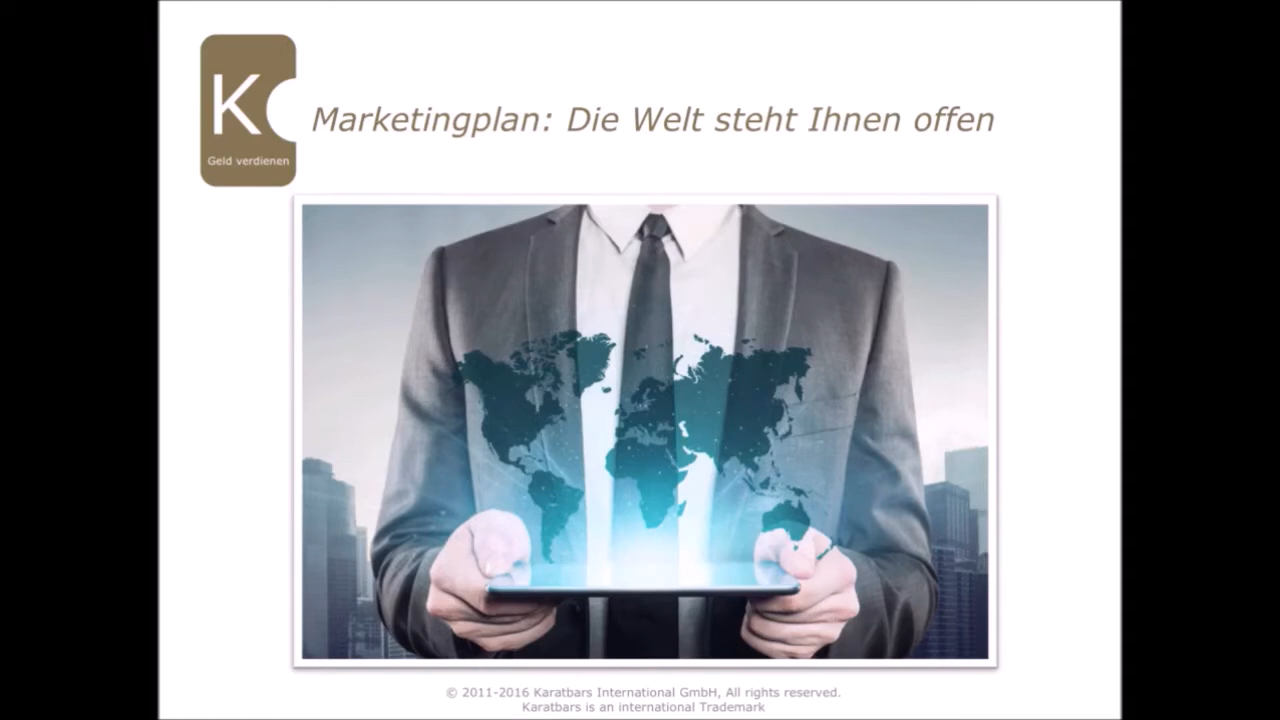 K
Geld verdienen
Marketingplan: Die Welt steht Ihnen offen
© 2011-2016 Karatbars International GmbH, All rights reserved.
Karatbars is an international Trademark